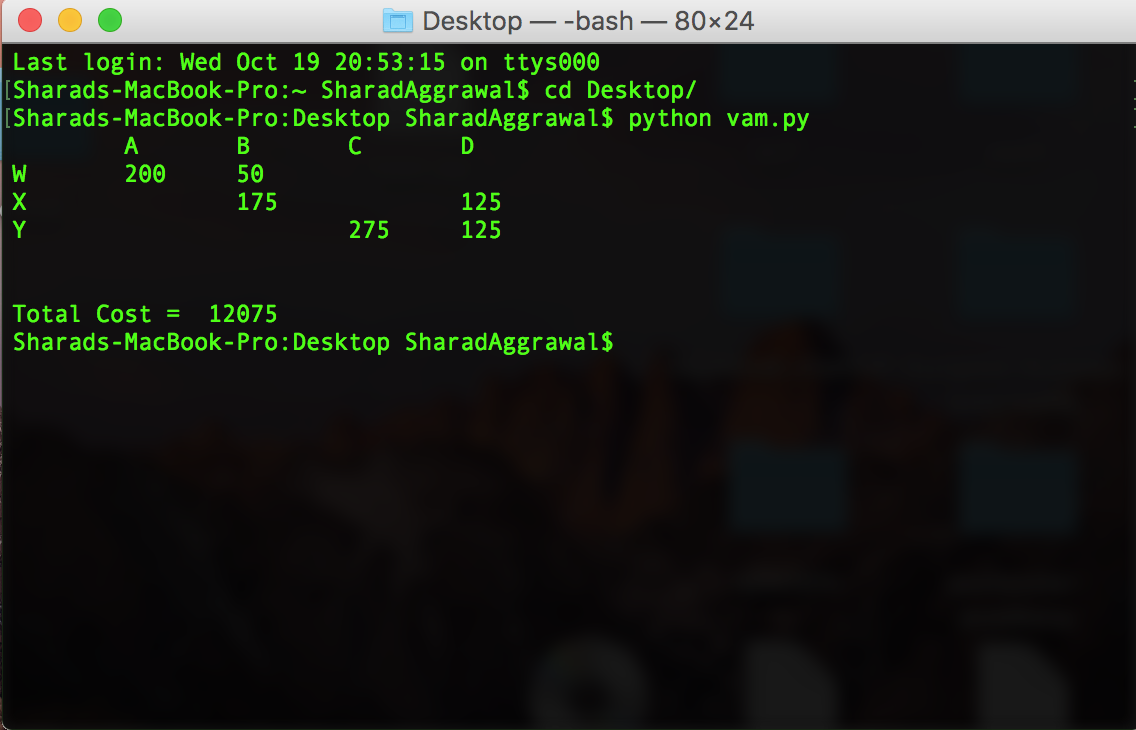 Desktop — -bash — 80×24
Last login: Wed Oct 19 20:53:15 on ttys000
[Sharads-MacBook-Pro:~ SharadAggrawal$ cd Desktop/
[Sharads-MacBook-Pro:Desktop SharadAggrawal$ python vam.py
A B C D
W 200 50
X 175 125
Y 275 125
Total Cost =  12075
Sharads-MacBook-Pro:Desktop SharadAggrawal$